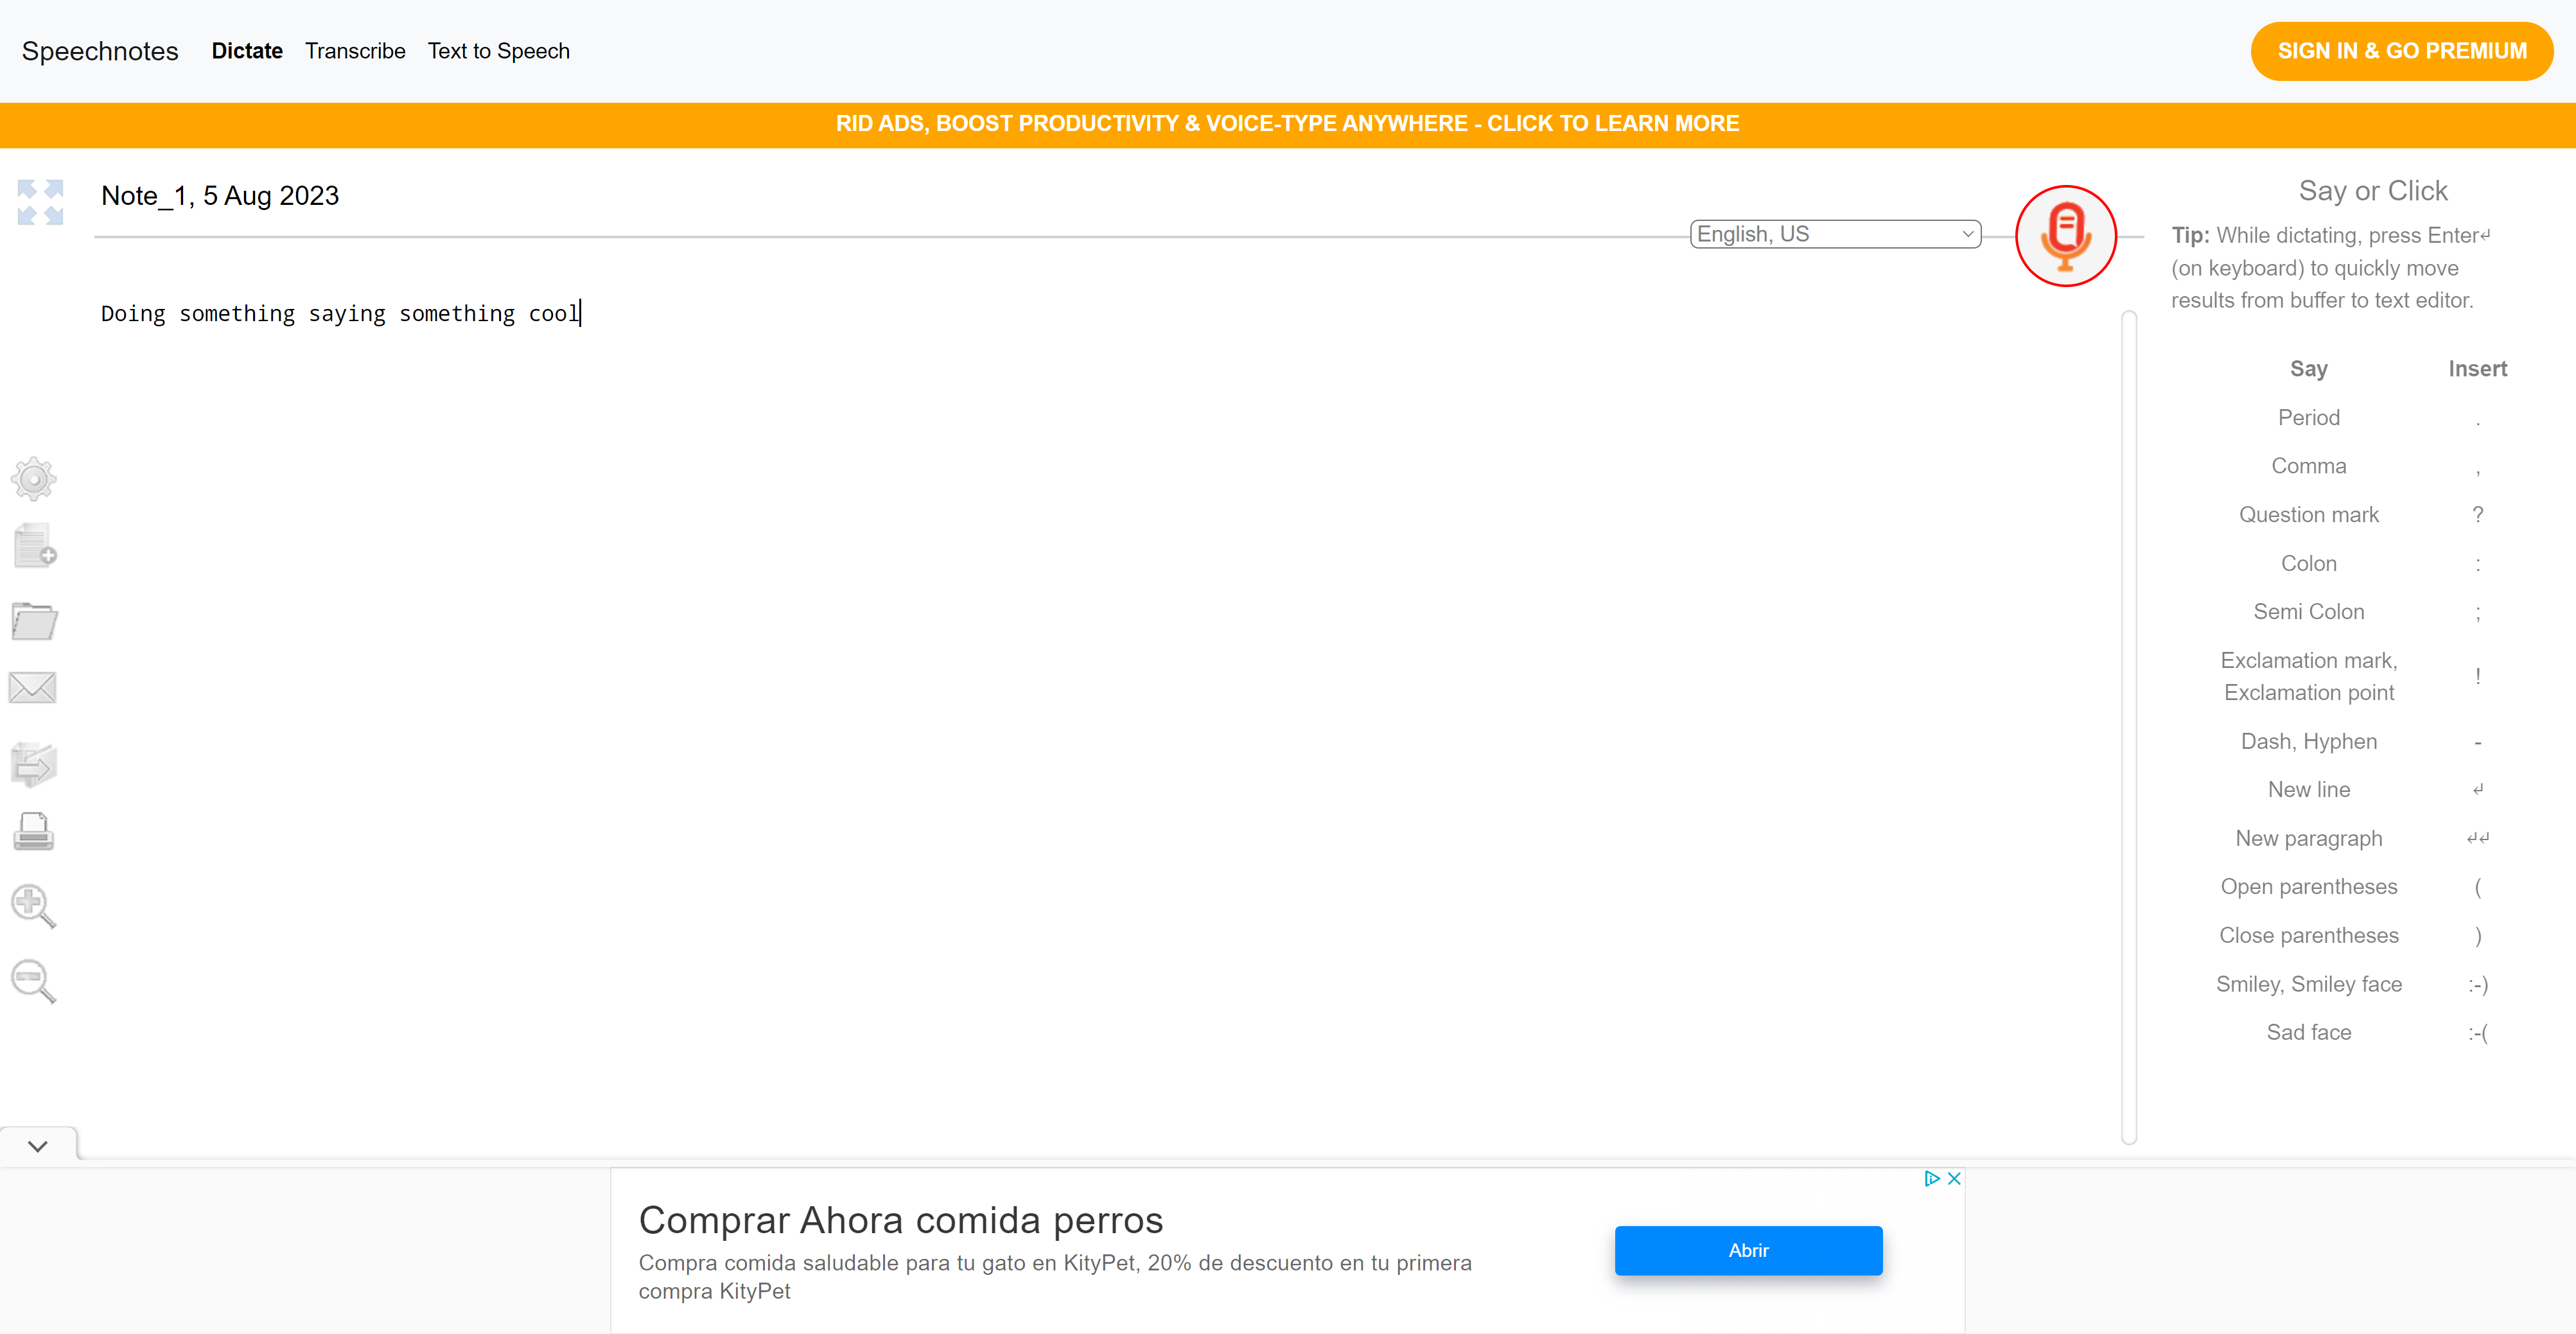 Speechnotes Dictate Transcribe Text to Speech
SIGN IN & GO PREMIUM
RID ADS, BOOST PRODUCTIVITY & VOICE-TYPE ANYWHERE - CLICK TO LEARN MORE
Note_1, 5 Aug 2023
English, US
Doing something saying something cool
Say or Click
Tip: While dictating, press Enter↵
(on keyboard) to quickly move
results from buffer to text editor.
Say Insert
Period .
Comma ,
Question mark ?
Colon :
Semi Colon ;
Exclamation mark,
Exclamation point !
Dash, Hyphen -
New line ↵
New paragraph ↵↵
Open parentheses (
Close parentheses )
Smiley, Smiley face :-)
Sad face :-(
Comprar Ahora comida perros
Compra comida saludable para tu gato en KityPet, 20% de descuento en tu primera
compra KityPet
Abrir